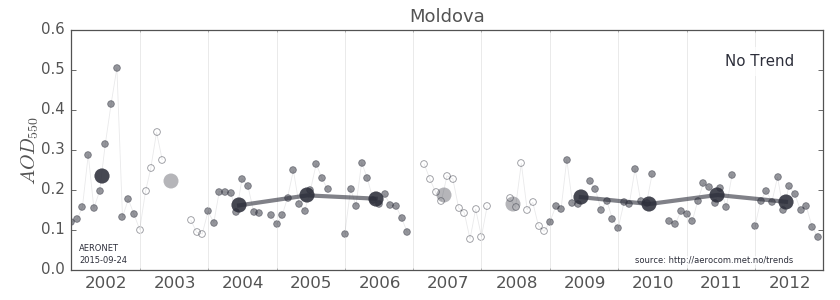 Moldova
0.6
0.5
0.4
0.3
0.2
0.1
0.0
AOD550
No Trend
AERONET
2015-09-24
source: http://aerocom.met.no/trends
2002 2003 2004 2005 2006 2007 2008 2009 2010 2011 2012